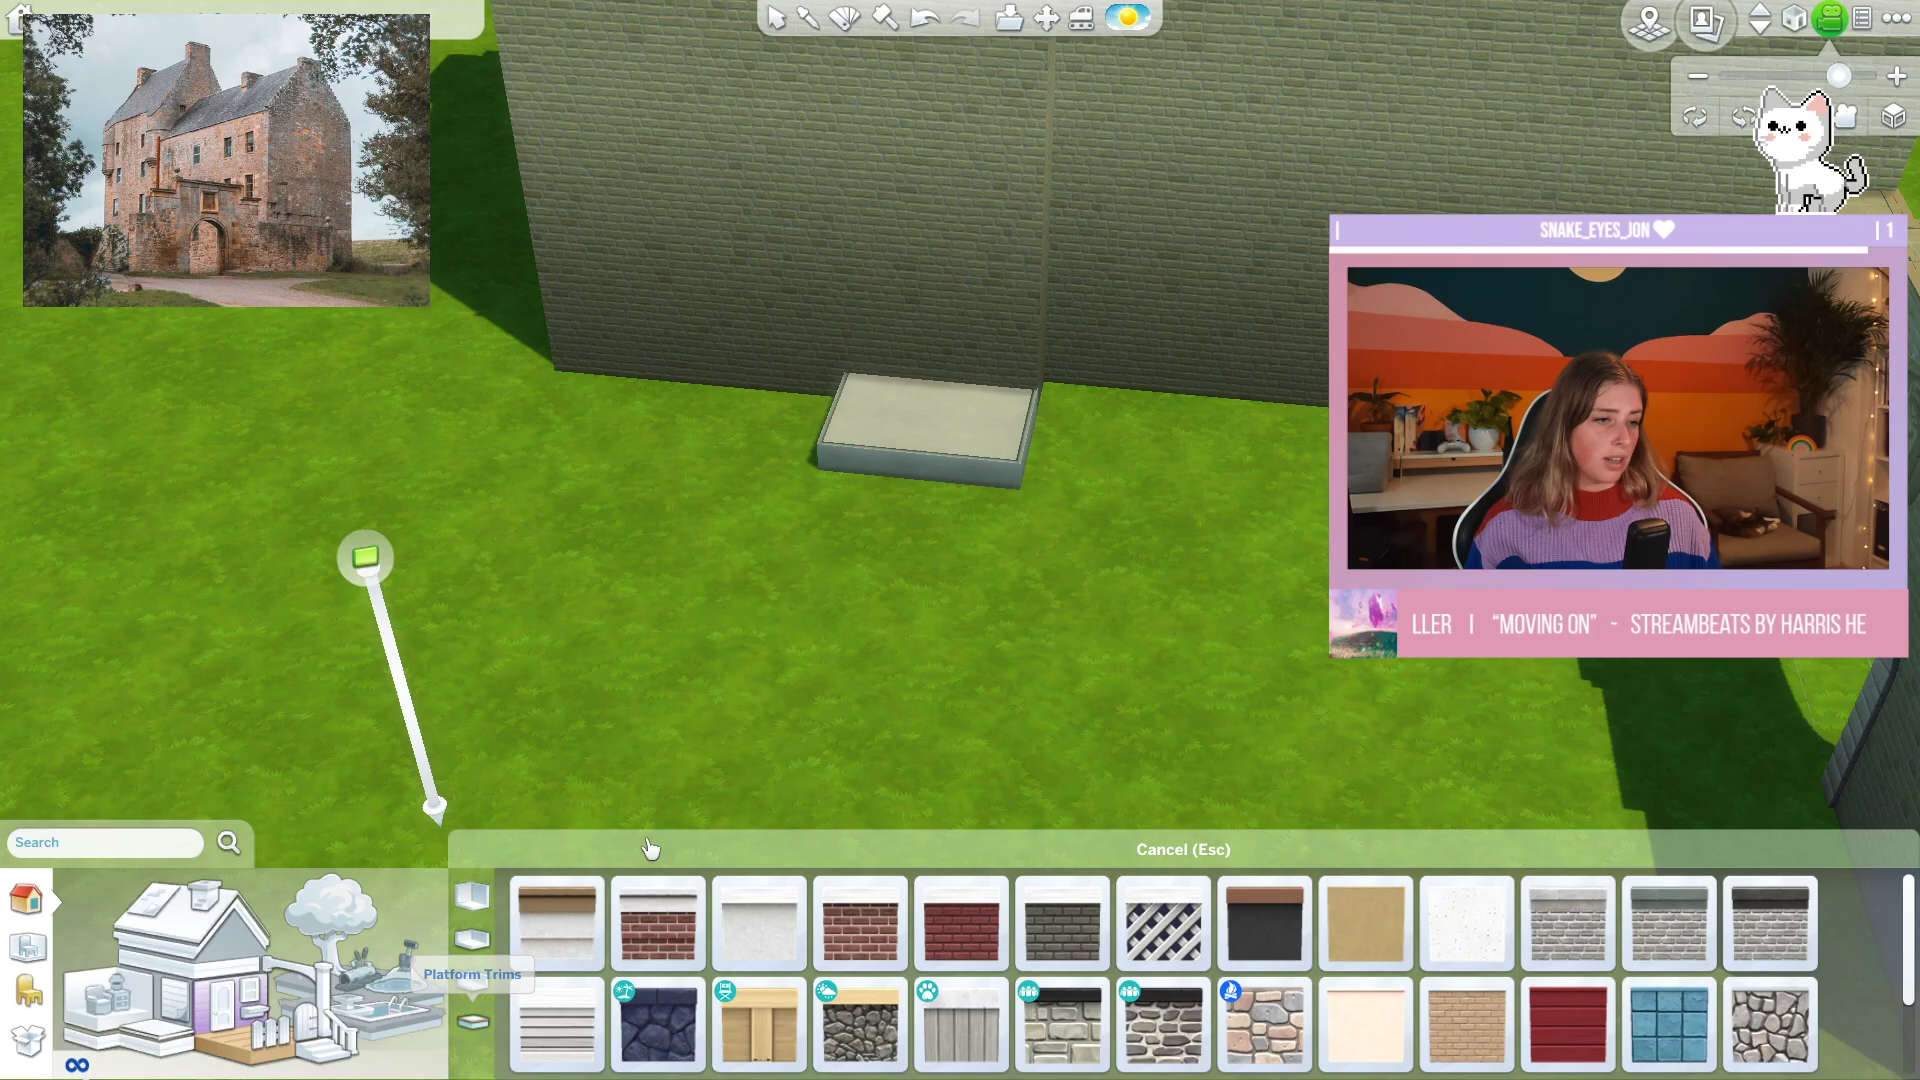 SNAKE_EYES_JON
1
LLER | "MOVING ON" - STREAMBEATS BY HARRIS HE
Search
Cancel (Esc)
Platform Trims